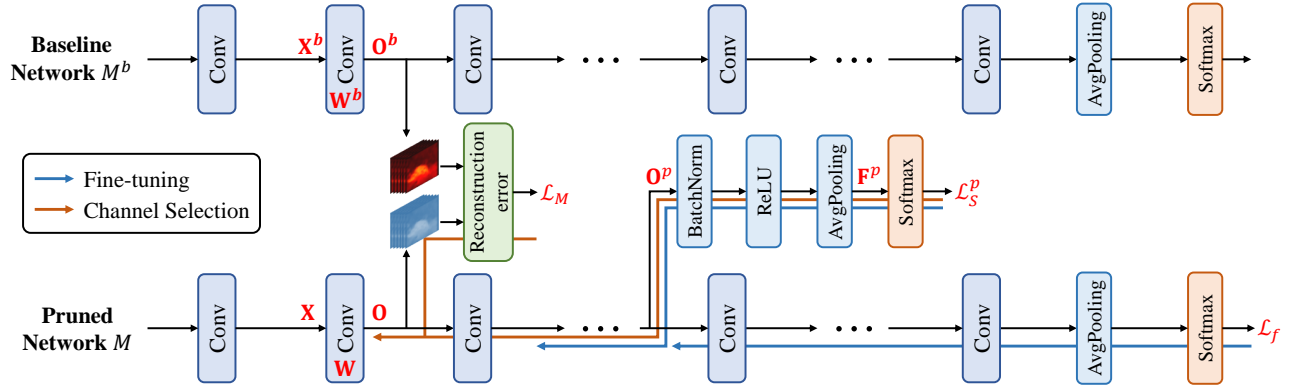 Baseline
Network M^b
Conv
X^b
Conv
W^b
O^b
Conv
• • •
Conv
• • •
Conv
AvgPooling
Softmax
Fine-tuning
Channel Selection
Reconstruction
error
ℒ_M
O^p
BatchNorm
ReLU
AvgPooling
F^p
Softmax
ℒ_S^p
Pruned
Network M
Conv
X
Conv
W
O
Conv
• • •
Conv
• • •
Conv
AvgPooling
Softmax
ℒ_f